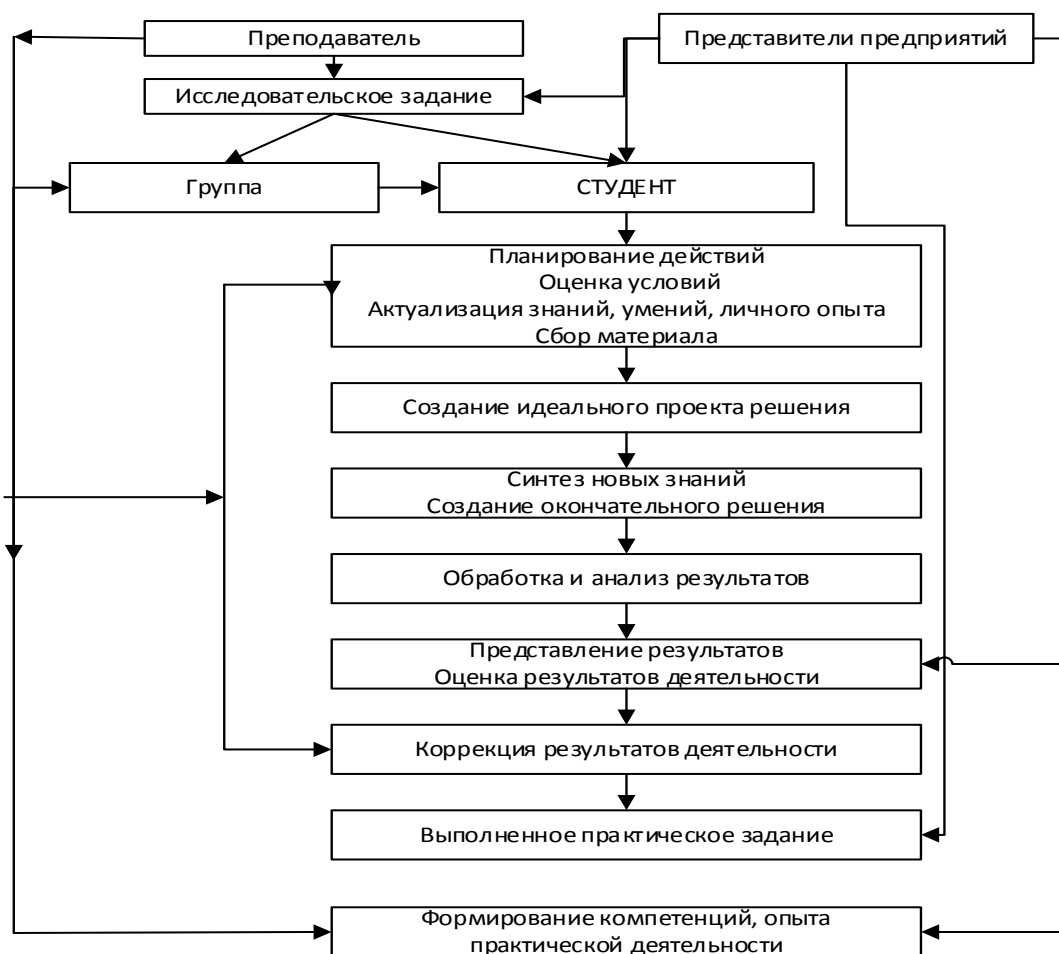 Преподаватель
Представители предприятий
Исследовательское задание
Группа
СТУДЕНТ
Планирование действий
Оценка условий
Актуализация знаний, умений, личного опыта
Сбор материала
Создание идеального проекта решения
Синтез новых знаний
Создание окончательного решения
Обработка и анализ результатов
Представление результатов
Оценка результатов деятельности
Коррекция результатов деятельности
Выполненное практическое задание
Формирование компетенций, опыта
практической деятельности